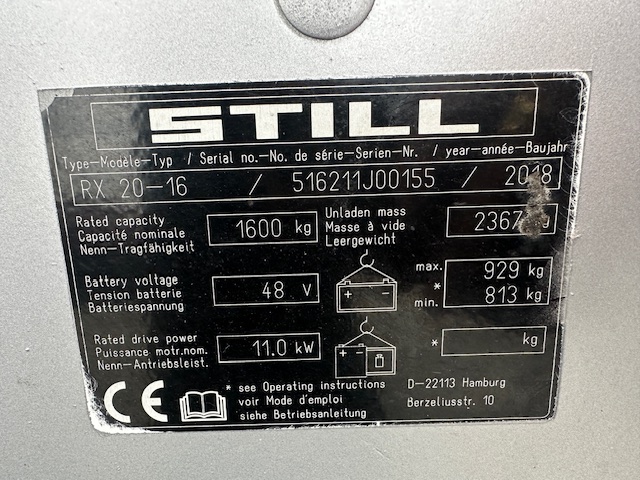 STILL
Type-Modèle-Typ / Serial no.-No. de série-Serien-Nr. / year-année-Baujahr
RX 20-16 / 516211J00155 / 2018
Rated capacity
Capacité nominale
Nenn-Tragfähigkeit
1600 kg
Unladen mass
Masse à vide
Leergewicht
2367
Battery voltage
Tension batterie
Batteriespannung
48 V
+ -
max. 929 kg
*
min. 813 kg
Rated drive power
Puissance motr.nom.
Nenn-Antriebsleist.
11.0 kW
+ -
* kg
CE
* see Operating instructions
voir Mode d'emploi
siehe Betriebsanleitung
D-22113 Hamburg
Berzeliusstr. 10